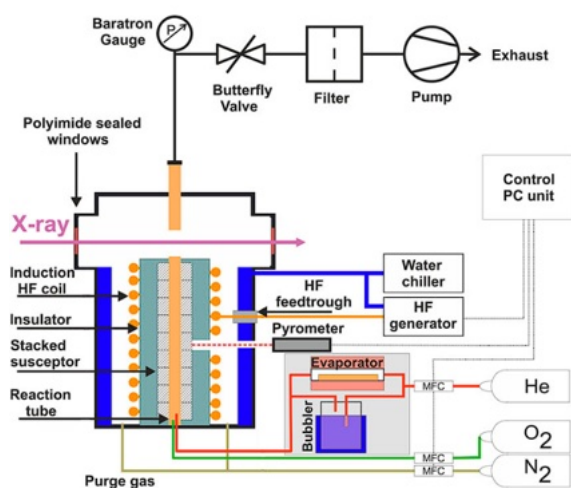 Baratron
Gauge
P
Butterfly
Valve
Filter
Pump
Exhaust
Polyimide sealed
windows
Control
PC unit
X-ray
Induction
HF coil
Insulator
Stacked
susceptor
Reaction
tube
Purge gas
HF
feedtrough
Water
chiller
HF
generator
Pyrometer
Evaporator
Bubbler
MFC
He
MFC
O2
MFC
N2